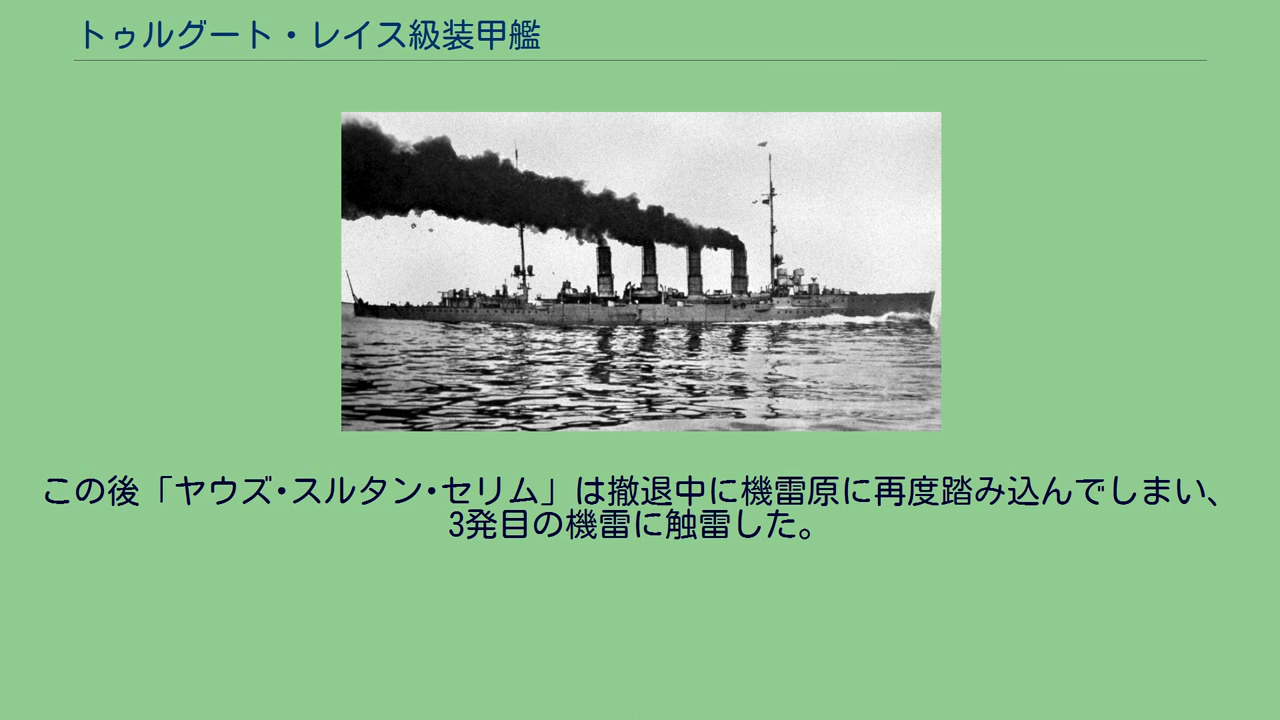 トゥルグート・レイス級装甲艦
この後「ヤウズ・スルタン・セリム」は撤退中に機雷原に再度踏み込んでしまい、
3発目の機雷に触雷した。